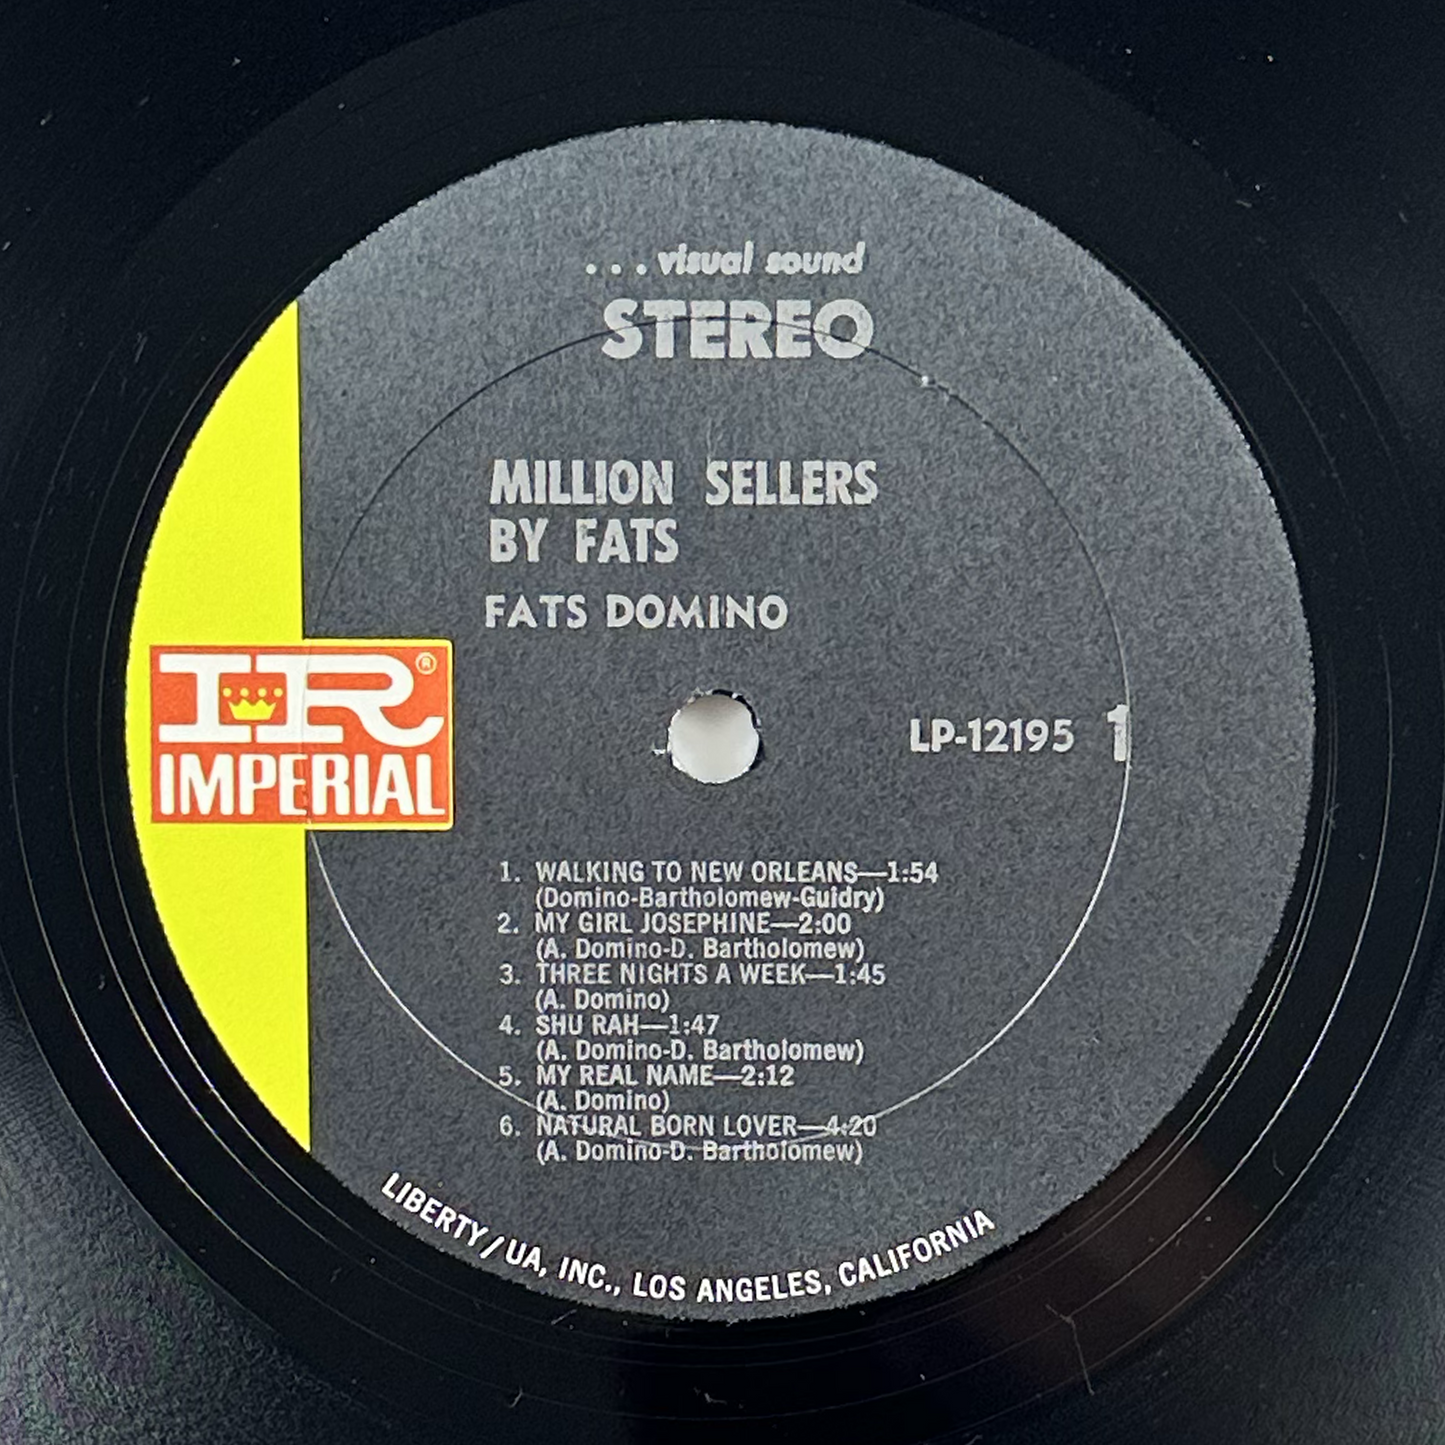 . . . visual sound
STEREO
MILLION SELLERS
BY FATS
FATS DOMINO
IR®
IMPERIAL
LP-12195 1
1. WALKING TO NEW ORLEANS—1:54
(Domino-Bartholomew-Guidry)
2. MY GIRL JOSEPHINE—2:00
(A. Domino-D. Bartholomew)
3. THREE NIGHTS A WEEK—1:45
(A. Domino)
4. SHU RAH—1:47
(A. Domino-D. Bartholomew)
5. MY REAL NAME—2:12
(A. Domino)
6. NATURAL BORN LOVER—4:20
(A. Domino-D. Bartholomew)
LIBERTY/UA, INC., LOS ANGELES, CALIFORNIA